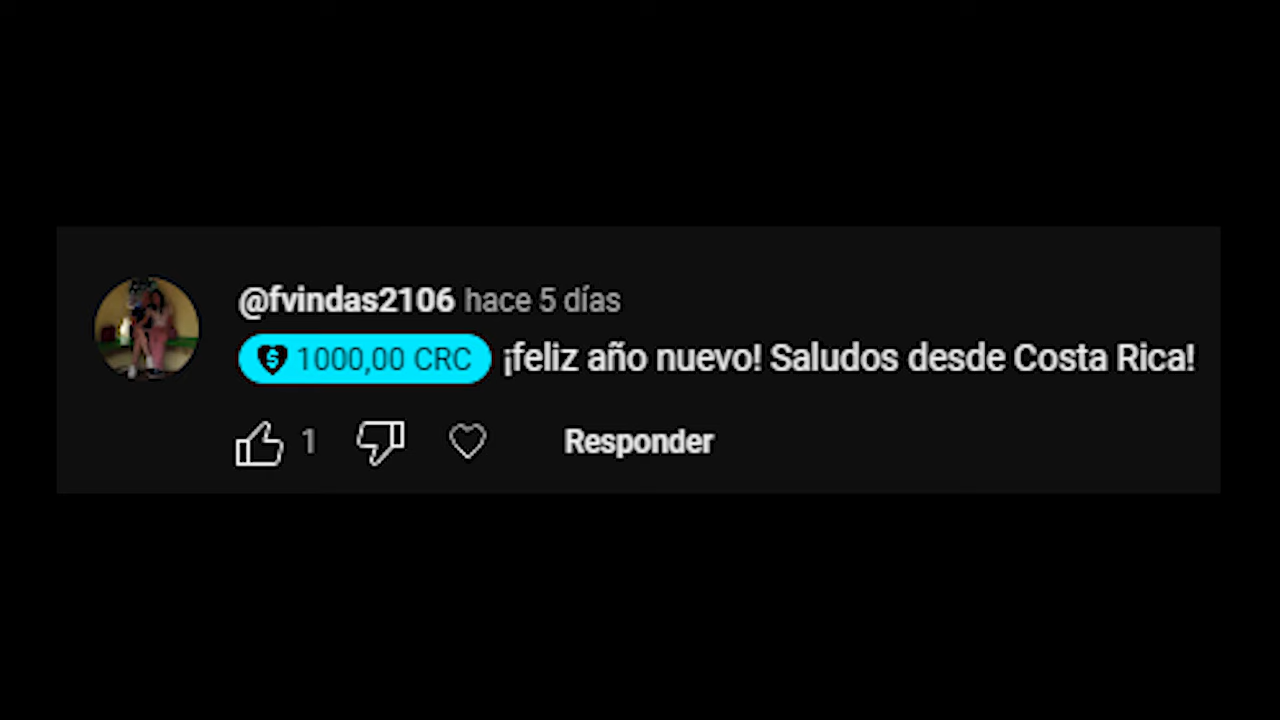 @fvindas2106 hace 5 días
1000,00 CRC ¡feliz año nuevo! Saludos desde Costa Rica!
1 Responder